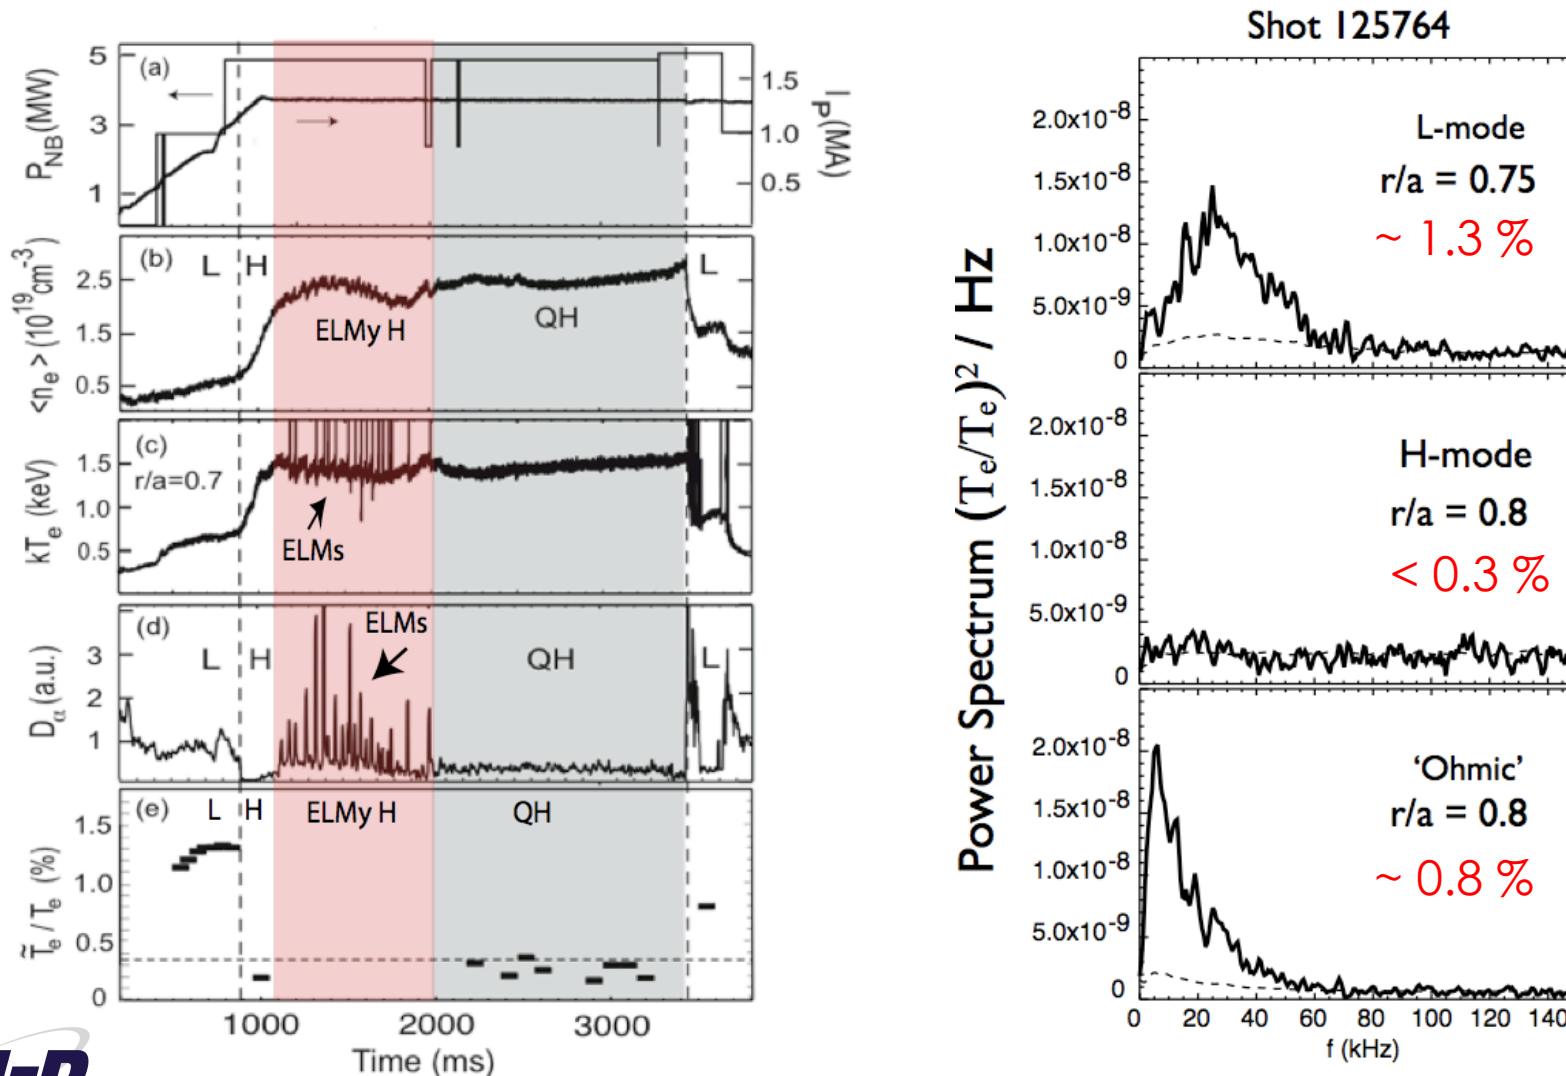 (a)
P_NB (MW)
5
3
1
1.5
1.0
0.5
I_P (MA)
(b)
L
H
ELMy H
QH
L
<n_e> (10^19 cm^-3)
2.5
1.5
0.5
(c)
r/a=0.7
ELMs
kT_e (keV)
1.5
1.0
0.5
(d)
L
H
ELMs
QH
L
D_α (a.u.)
3
2
1
(e)
L
H
ELMy H
QH
T̃_e / T_e (%)
1.5
1.0
0.5
0
1000
2000
3000
Time (ms)
Shot 125764
Power Spectrum (T_e/T_e)² / Hz
2.0x10^-8
1.5x10^-8
1.0x10^-8
5.0x10^-9
0
L-mode
r/a = 0.75
~ 1.3 %
2.0x10^-8
1.5x10^-8
1.0x10^-8
5.0x10^-9
0
H-mode
r/a = 0.8
< 0.3 %
2.0x10^-8
1.5x10^-8
1.0x10^-8
5.0x10^-9
0
'Ohmic'
r/a = 0.8
~ 0.8 %
0
20
40
60
80
100
120
140
f (kHz)